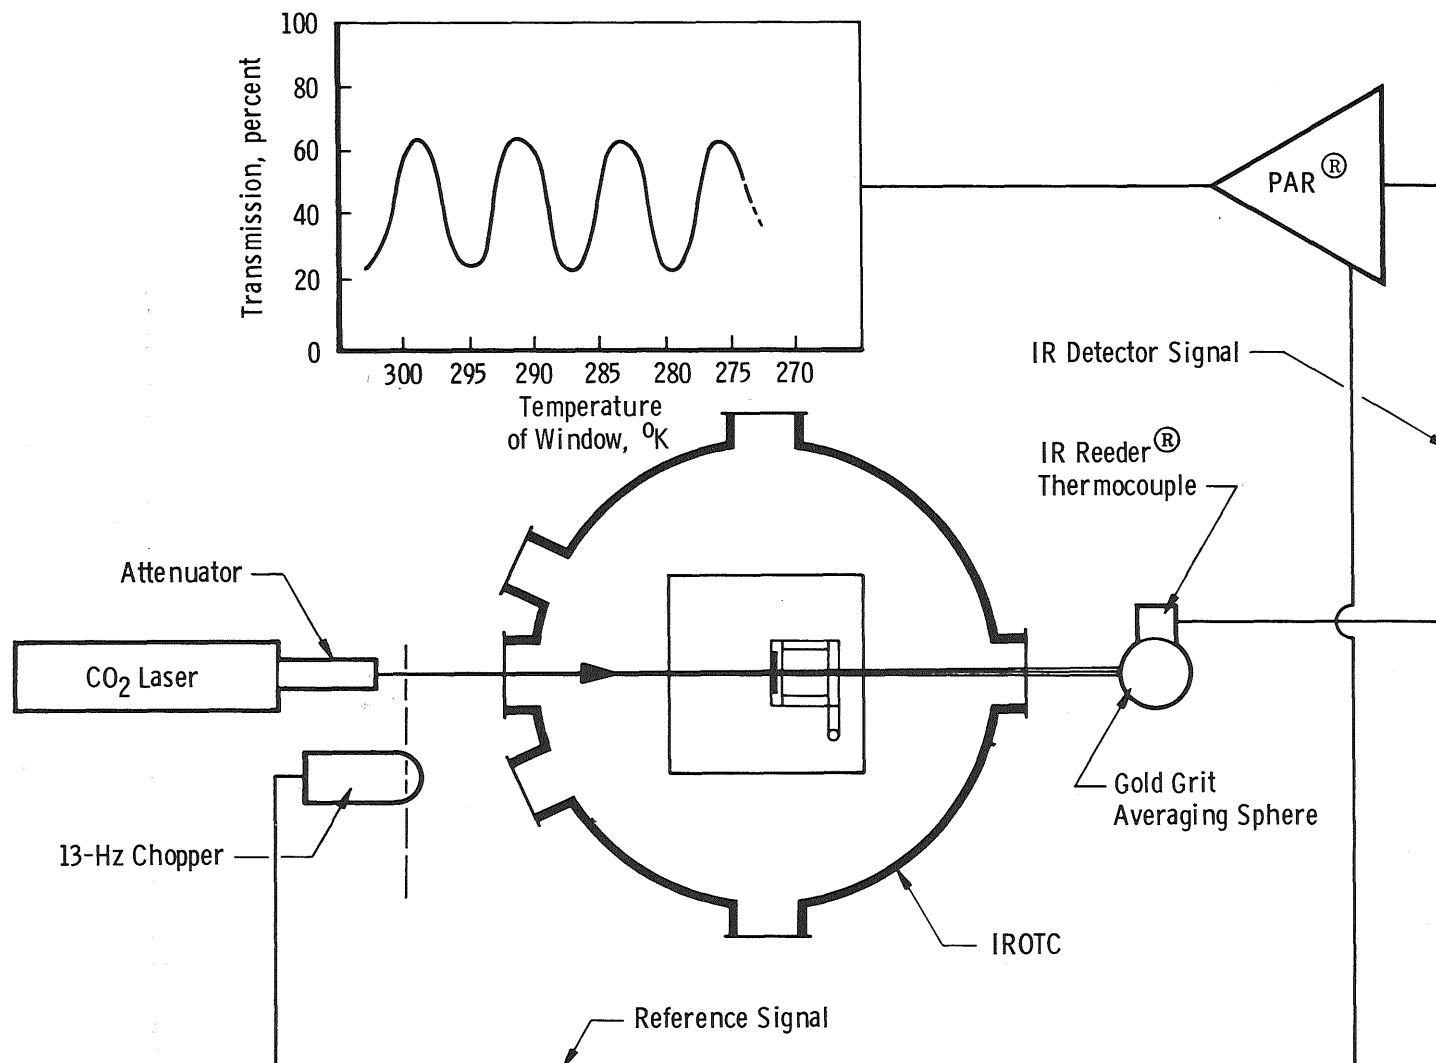 100
80
60
40
20
0
Transmission, percent
300 295 290 285 280 275 270
Temperature
of Window, ⁰K
PAR®
IR Detector Signal
IR Reeder®
Thermocouple
Attenuator
CO₂ Laser
13-Hz Chopper
Gold Grit
Averaging Sphere
IROTC
Reference Signal